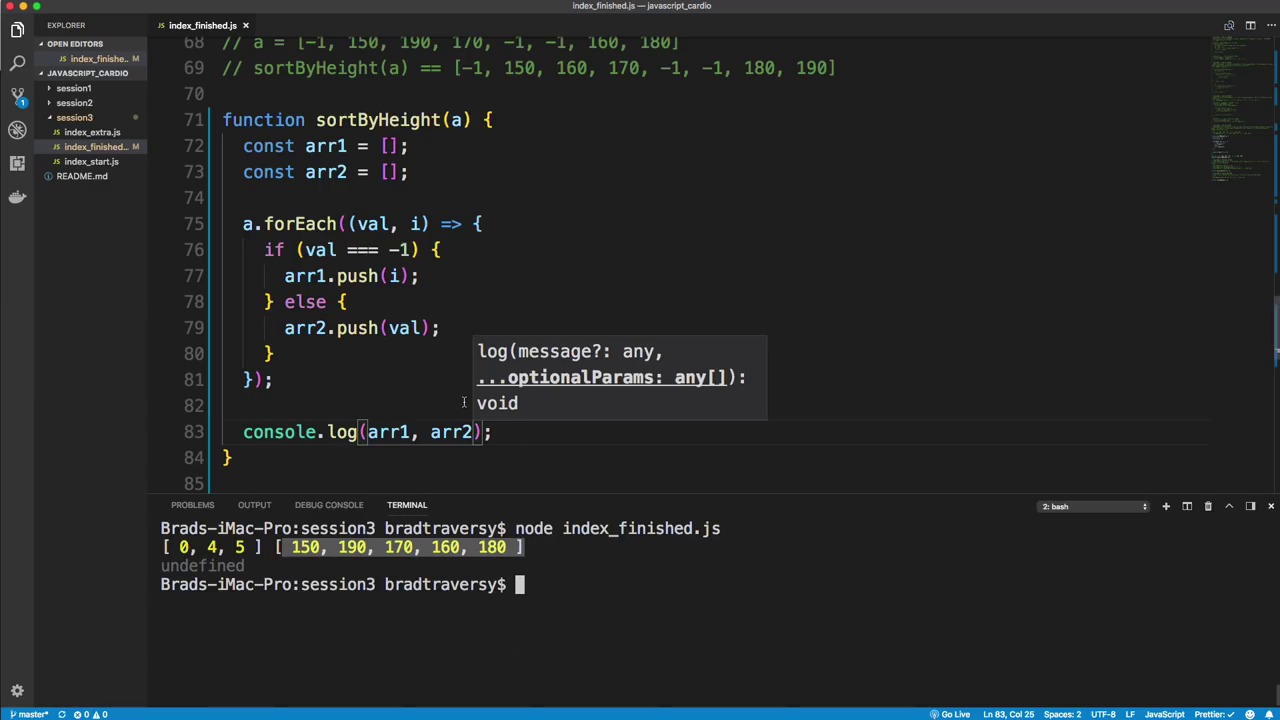 index_finished.js — javascript_cardio
EXPLORER
OPEN EDITORS
index_finishe.. M
JAVASCRIPT_CARDIO
session1
session2
session3
index_extra.js
index_finished... M
index_start.js
README.md
1
index_finished.js ×
68 // a = [-1, 150, 190, 170, -1, -1, 160, 180]
69 // sortByHeight(a) == [-1, 150, 160, 170, -1, -1, 180, 190]
70
71 function sortByHeight(a) {
72 const arr1 = [];
73 const arr2 = [];
74
75 a.forEach((val, i) => {
76 if (val === -1) {
77 arr1.push(i);
78 } else {
79 arr2.push(val);
80 }
81 });
82
83 console.log(arr1, arr2);
84 }
85
log(message?: any,
...optionalParams: any[]):
void
PROBLEMS OUTPUT DEBUG CONSOLE TERMINAL 2: bash
Brads-iMac-Pro:session3 bradtraversy$ node index_finished.js
[ 0, 4, 5 ] [ 150, 190, 170, 160, 180 ]
undefined
Brads-iMac-Pro:session3 bradtraversy$
master* 0 0 Go Live Ln 83, Col 25 Spaces: 2 UTF-8 LF JavaScript Prettier: ✓